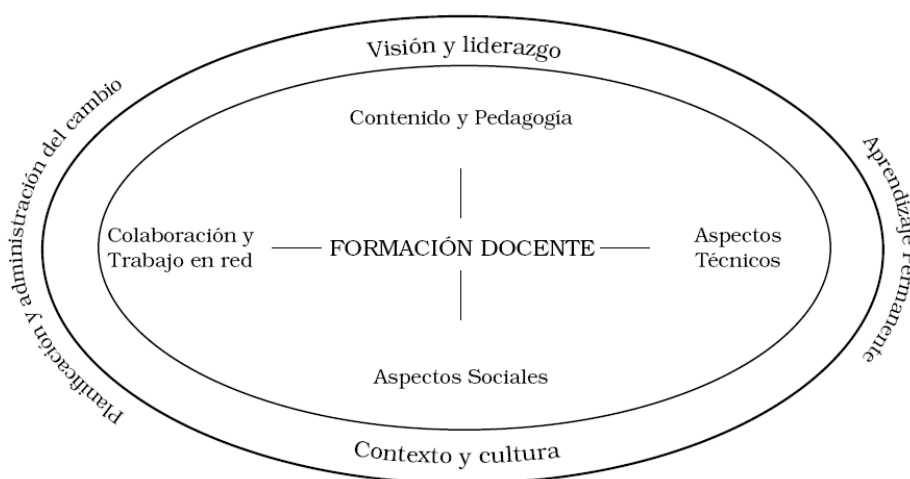 Visión y liderazgo
Contenido y Pedagogía
Planificación y administración del cambio
Aprendizaje Permanente
Colaboración y
Trabajo en red
FORMACIÓN DOCENTE
Aspectos
Técnicos
Aspectos Sociales
Contexto y cultura